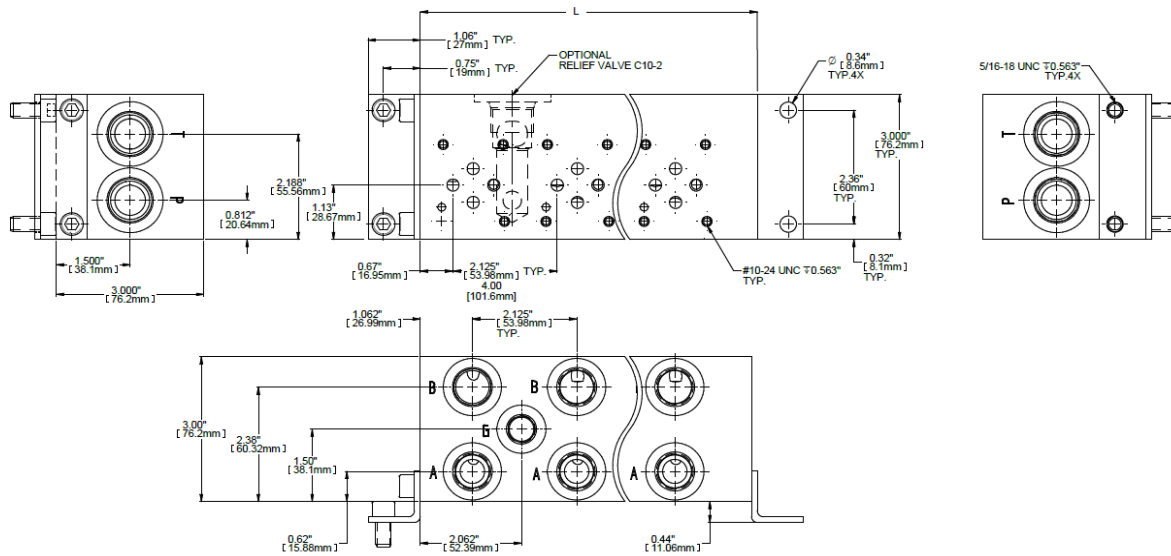 L
1.06"
[27mm] TYP.
0.75"
[19mm] TYP.
OPTIONAL
RELIEF VALVE C10-2
Ø 0.34"
[8.6mm]
TYP.4X
5/16-18 UNC ↧0.563"
TYP.4X
T
P
2.188"
[55.56mm]
0.812"
[20.64mm]
1.13"
[28.67mm]
3.000"
[76.2mm]
TYP.
2.36"
[60mm]
TYP.
T
P
1.500"
[38.1mm]
3.000"
[76.2mm]
0.67"
[16.95mm]
2.125"
[53.98mm] TYP.
4.00
[101.6mm]
#10-24 UNC ↧0.563"
TYP.
0.32"
[8.1mm]
TYP.
1.062"
[26.99mm]
2.125"
[53.98mm]
TYP.
B
B
G
A
A
A
3.00"
[76.2mm]
2.38"
[60.32mm]
1.50"
[38.1mm]
0.62"
[15.88mm]
2.062"
[52.39mm]
0.44"
[11.06mm]